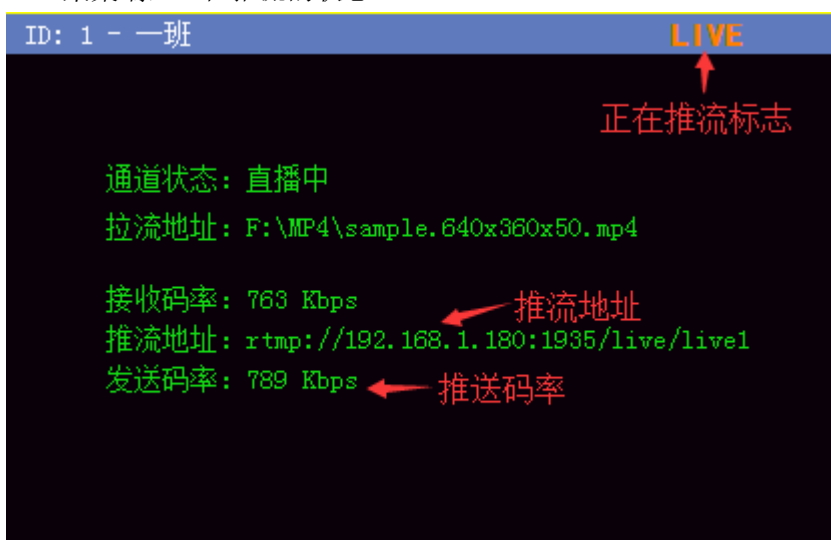 ID: 1 - 一班 LIVE
正在推流标志
通道状态: 直播中
拉流地址: F:\MP4\sample.640x360x50.mp4
接收码率: 763 Kbps
推流地址
推流地址: rtmp://192.168.1.180:1935/live/live1
发送码率: 789 Kbps 推送码率